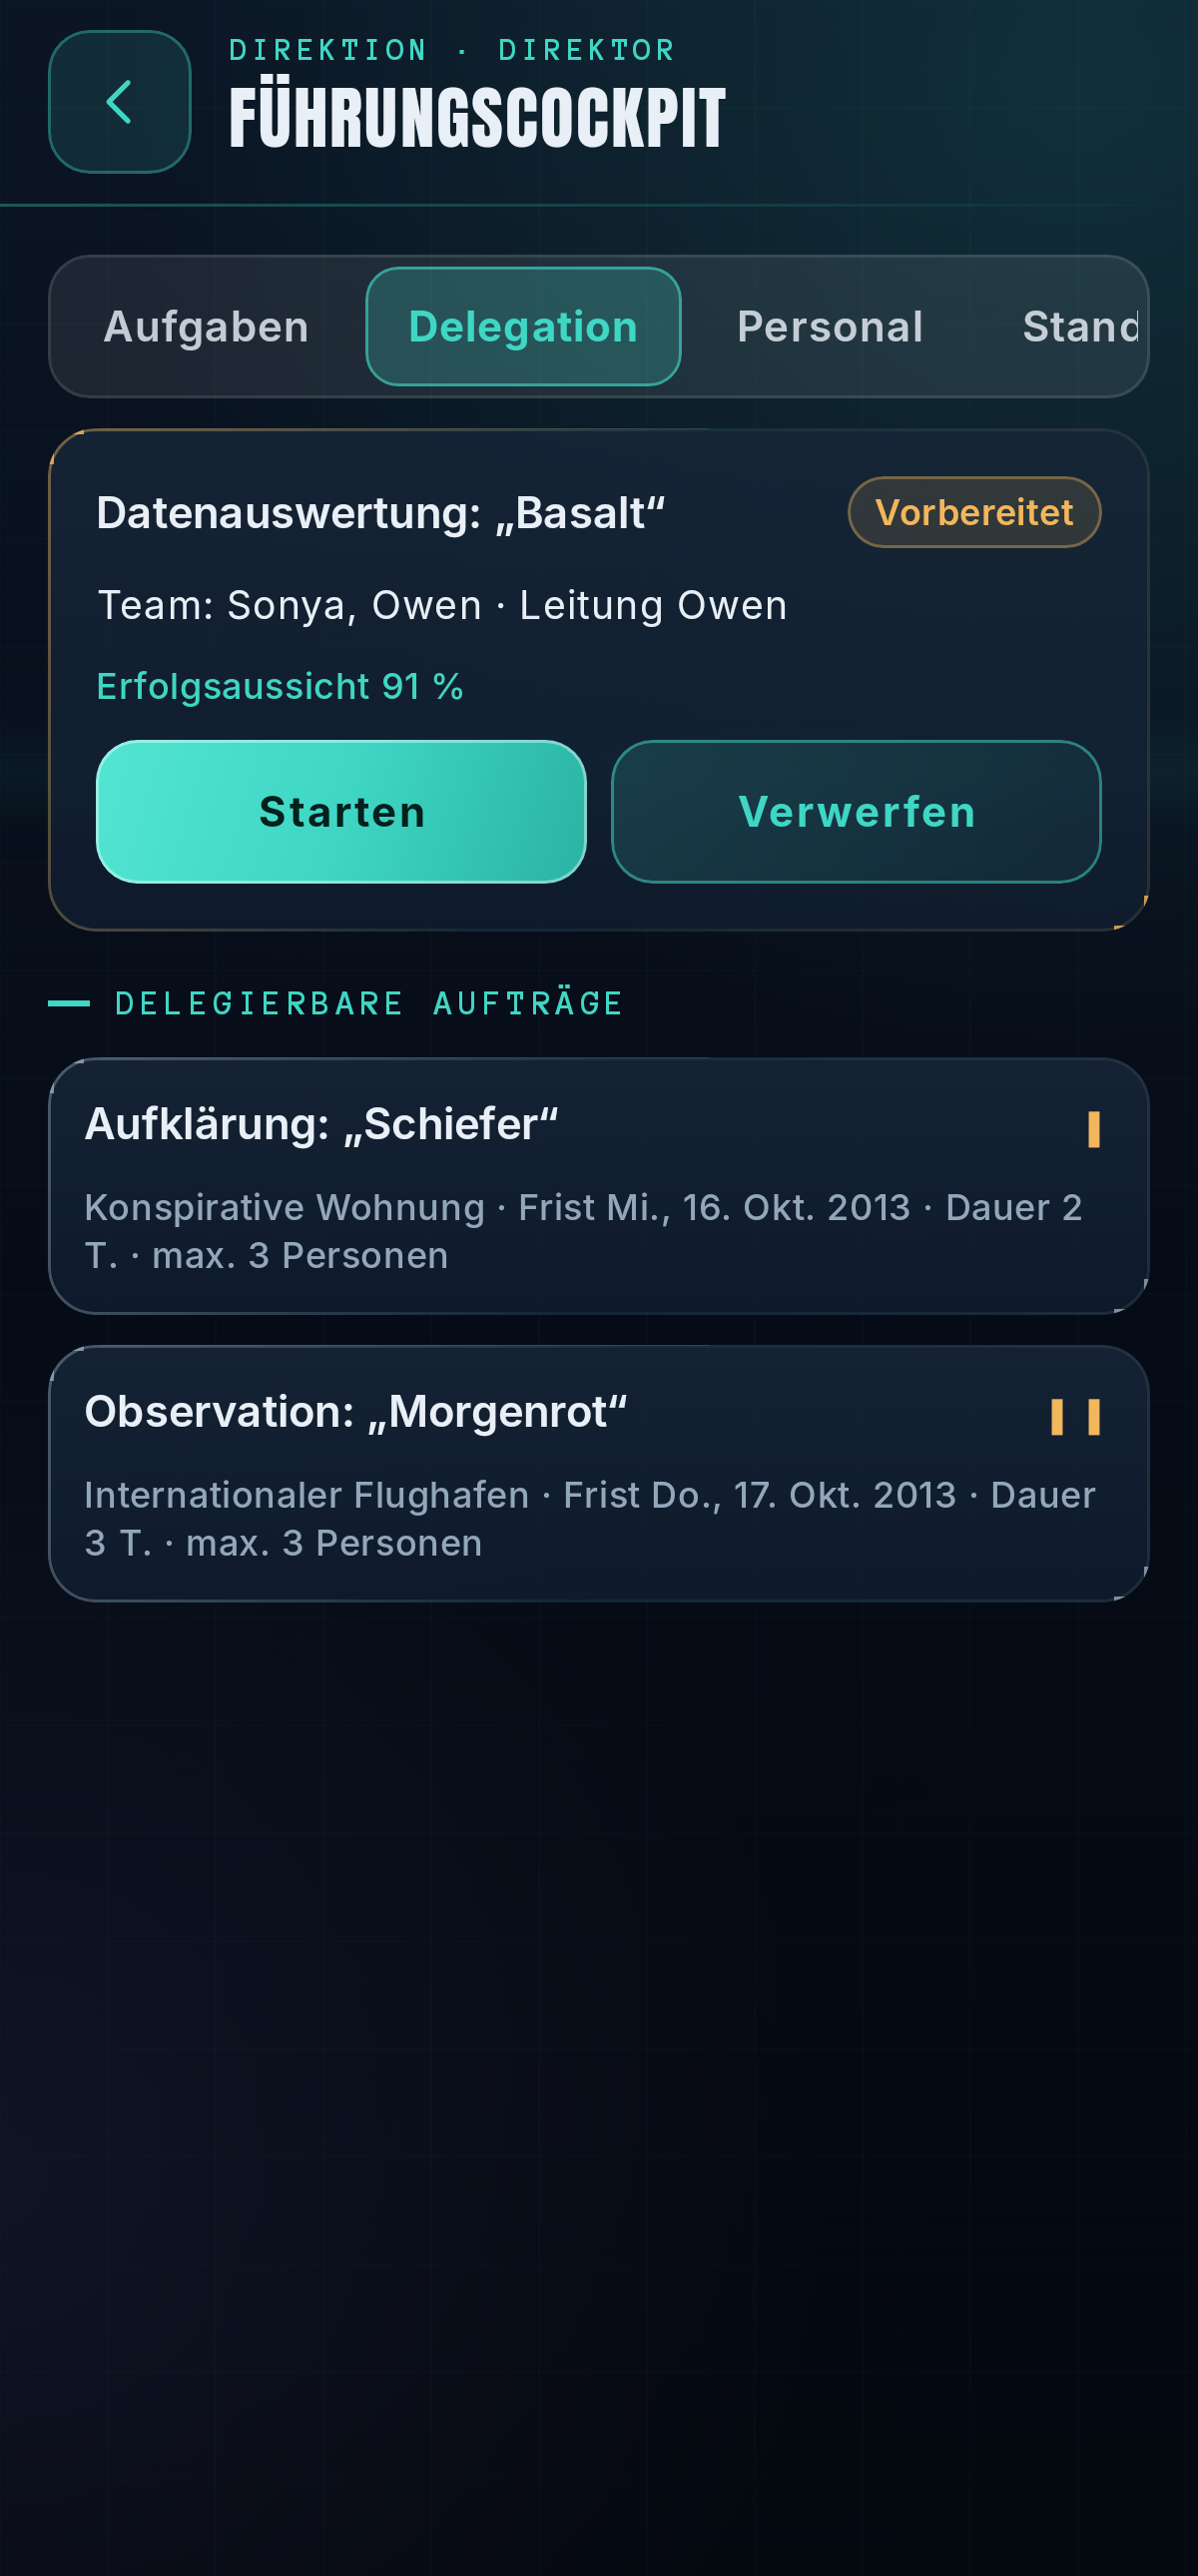 DIREKTION · DIREKTOR
FÜHRUNGSCOCKPIT
Aufgaben Delegation Personal Stand
Datenauswertung: „Basalt“ Vorbereitet
Team: Sonya, Owen · Leitung Owen
Erfolgsaussicht 91 %
Starten Verwerfen
DELEGIERBARE AUFTRÄGE
Aufklärung: „Schiefer“
Konspirative Wohnung · Frist Mi., 16. Okt. 2013 · Dauer 2
T. · max. 3 Personen
Observation: „Morgenrot“
Internationaler Flughafen · Frist Do., 17. Okt. 2013 · Dauer
3 T. · max. 3 Personen